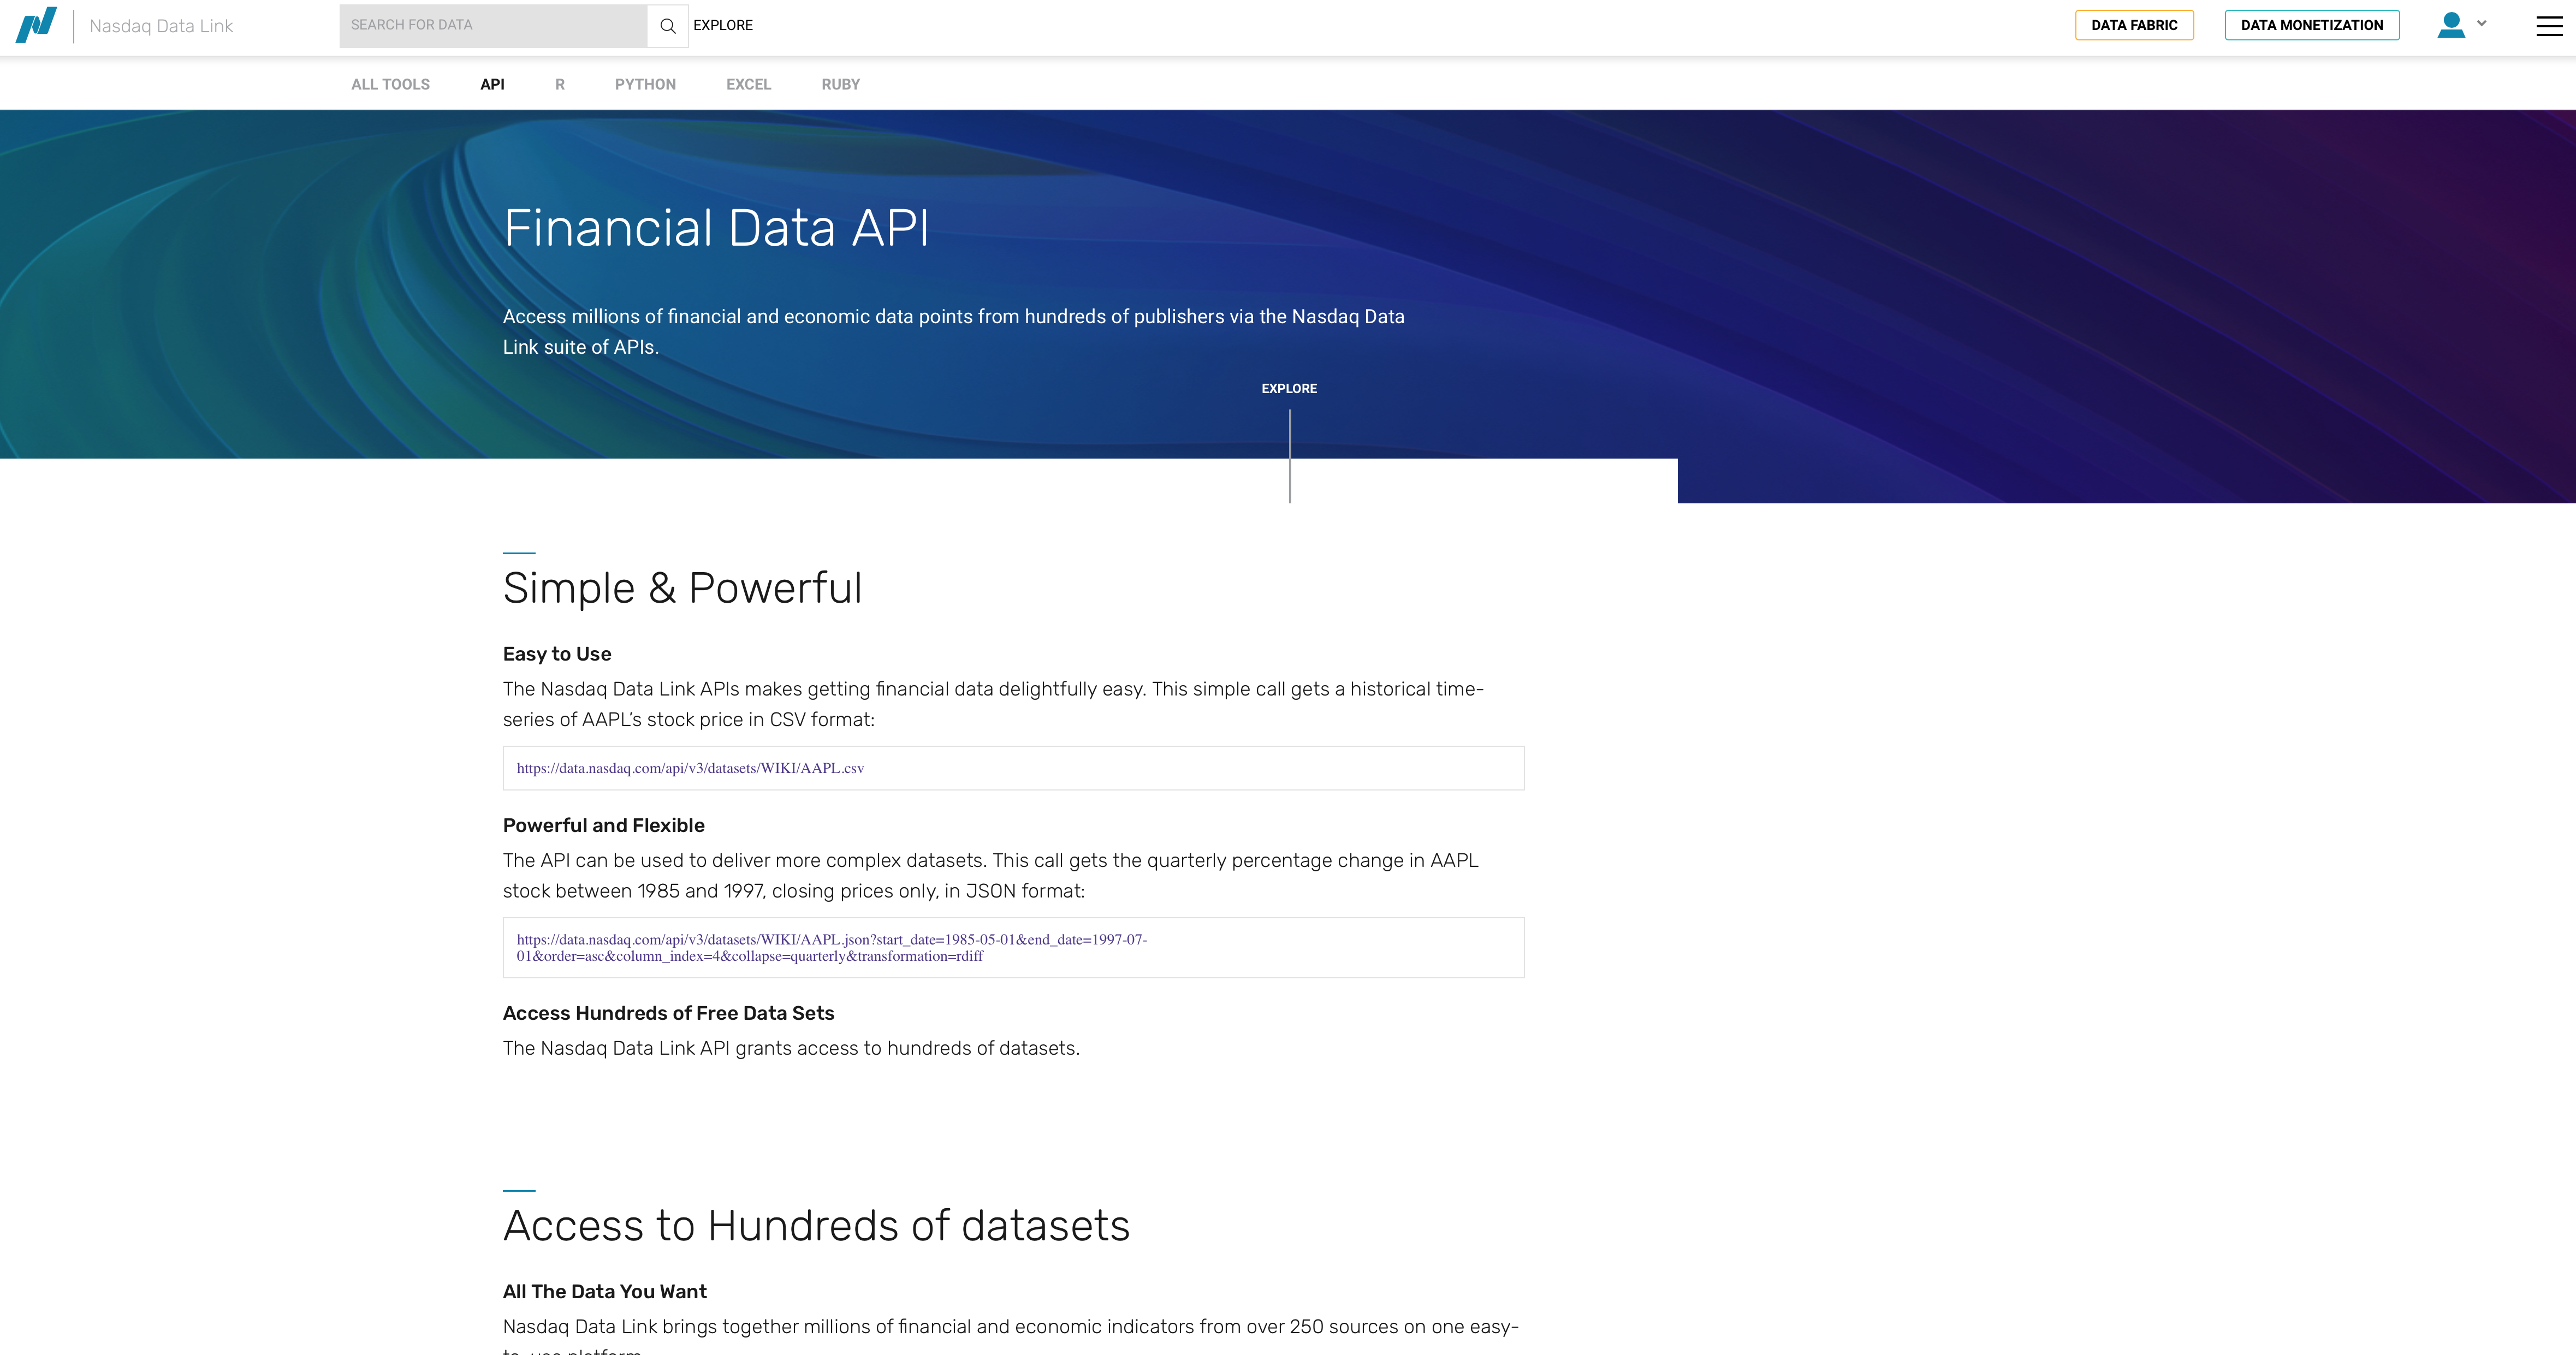 Nasdaq Data Link
SEARCH FOR DATA
EXPLORE
DATA FABRIC
DATA MONETIZATION
ALL TOOLS
API
R
PYTHON
EXCEL
RUBY
Financial Data API
Access millions of financial and economic data points from hundreds of publishers via the Nasdaq Data
Link suite of APIs.
EXPLORE
Simple & Powerful
Easy to Use
The Nasdaq Data Link APIs makes getting financial data delightfully easy. This simple call gets a historical time-
series of AAPL's stock price in CSV format:
https://data.nasdaq.com/api/v3/datasets/WIKI/AAPL.csv
Powerful and Flexible
The API can be used to deliver more complex datasets. This call gets the quarterly percentage change in AAPL
stock between 1985 and 1997, closing prices only, in JSON format:
https://data.nasdaq.com/api/v3/datasets/WIKI/AAPL.json?start_date=1985-05-01&end_date=1997-07-
01&order=asc&column_index=4&collapse=quarterly&transformation=rdiff
Access Hundreds of Free Data Sets
The Nasdaq Data Link API grants access to hundreds of datasets.
Access to Hundreds of datasets
All The Data You Want
Nasdaq Data Link brings together millions of financial and economic indicators from over 250 sources on one easy-
to-use platform.